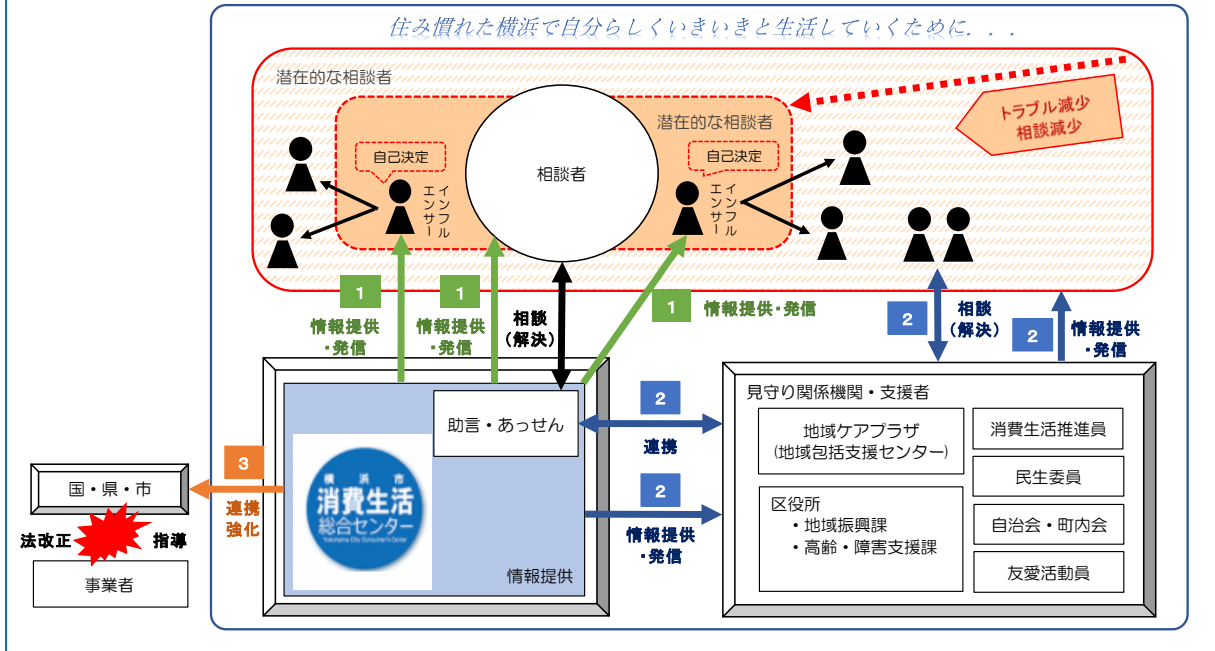 住み慣れた横浜で自分らしくいきいきと生活していくために．．．
潜在的な相談者
トラブル減少
相談減少
潜在的な相談者
自己決定
インフル
エンサー
相談者
自己決定
インフル
エンサー
1
情報提供
・発信
1
情報提供
・発信
相談
（解決）
1
情報提供・発信
2
相談
（解決）
2
情報提供
・発信
助言・あっせん
横浜市
消費生活
総合センター
Yokohama City Consumer's Center
情報提供
2
連携
2
情報提供
・発信
見守り関係機関・支援者
地域ケアプラザ
(地域包括支援センター)
区役所
・地域振興課
・高齢・障害支援課
消費生活推進員
民生委員
自治会・町内会
友愛活動員
3
連携
強化
国・県・市
法改正
指導
事業者